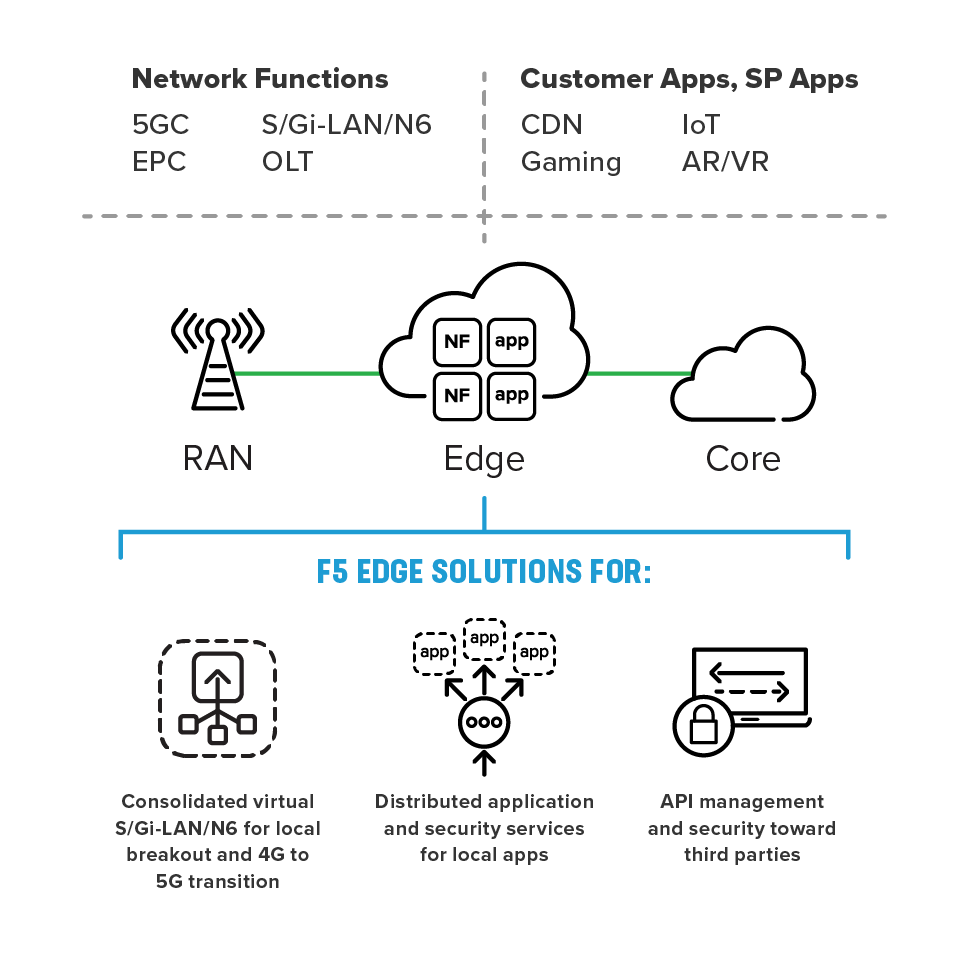 Network Functions
5GC S/Gi-LAN/N6
EPC OLT
Customer Apps, SP Apps
CDN IoT
Gaming AR/VR
NF app
NF app
RAN
Edge
Core
F5 EDGE SOLUTIONS FOR:
app app app
Consolidated virtual
S/Gi-LAN/N6 for local
breakout and 4G to
5G transition
Distributed application
and security services
for local apps
API management
and security toward
third parties